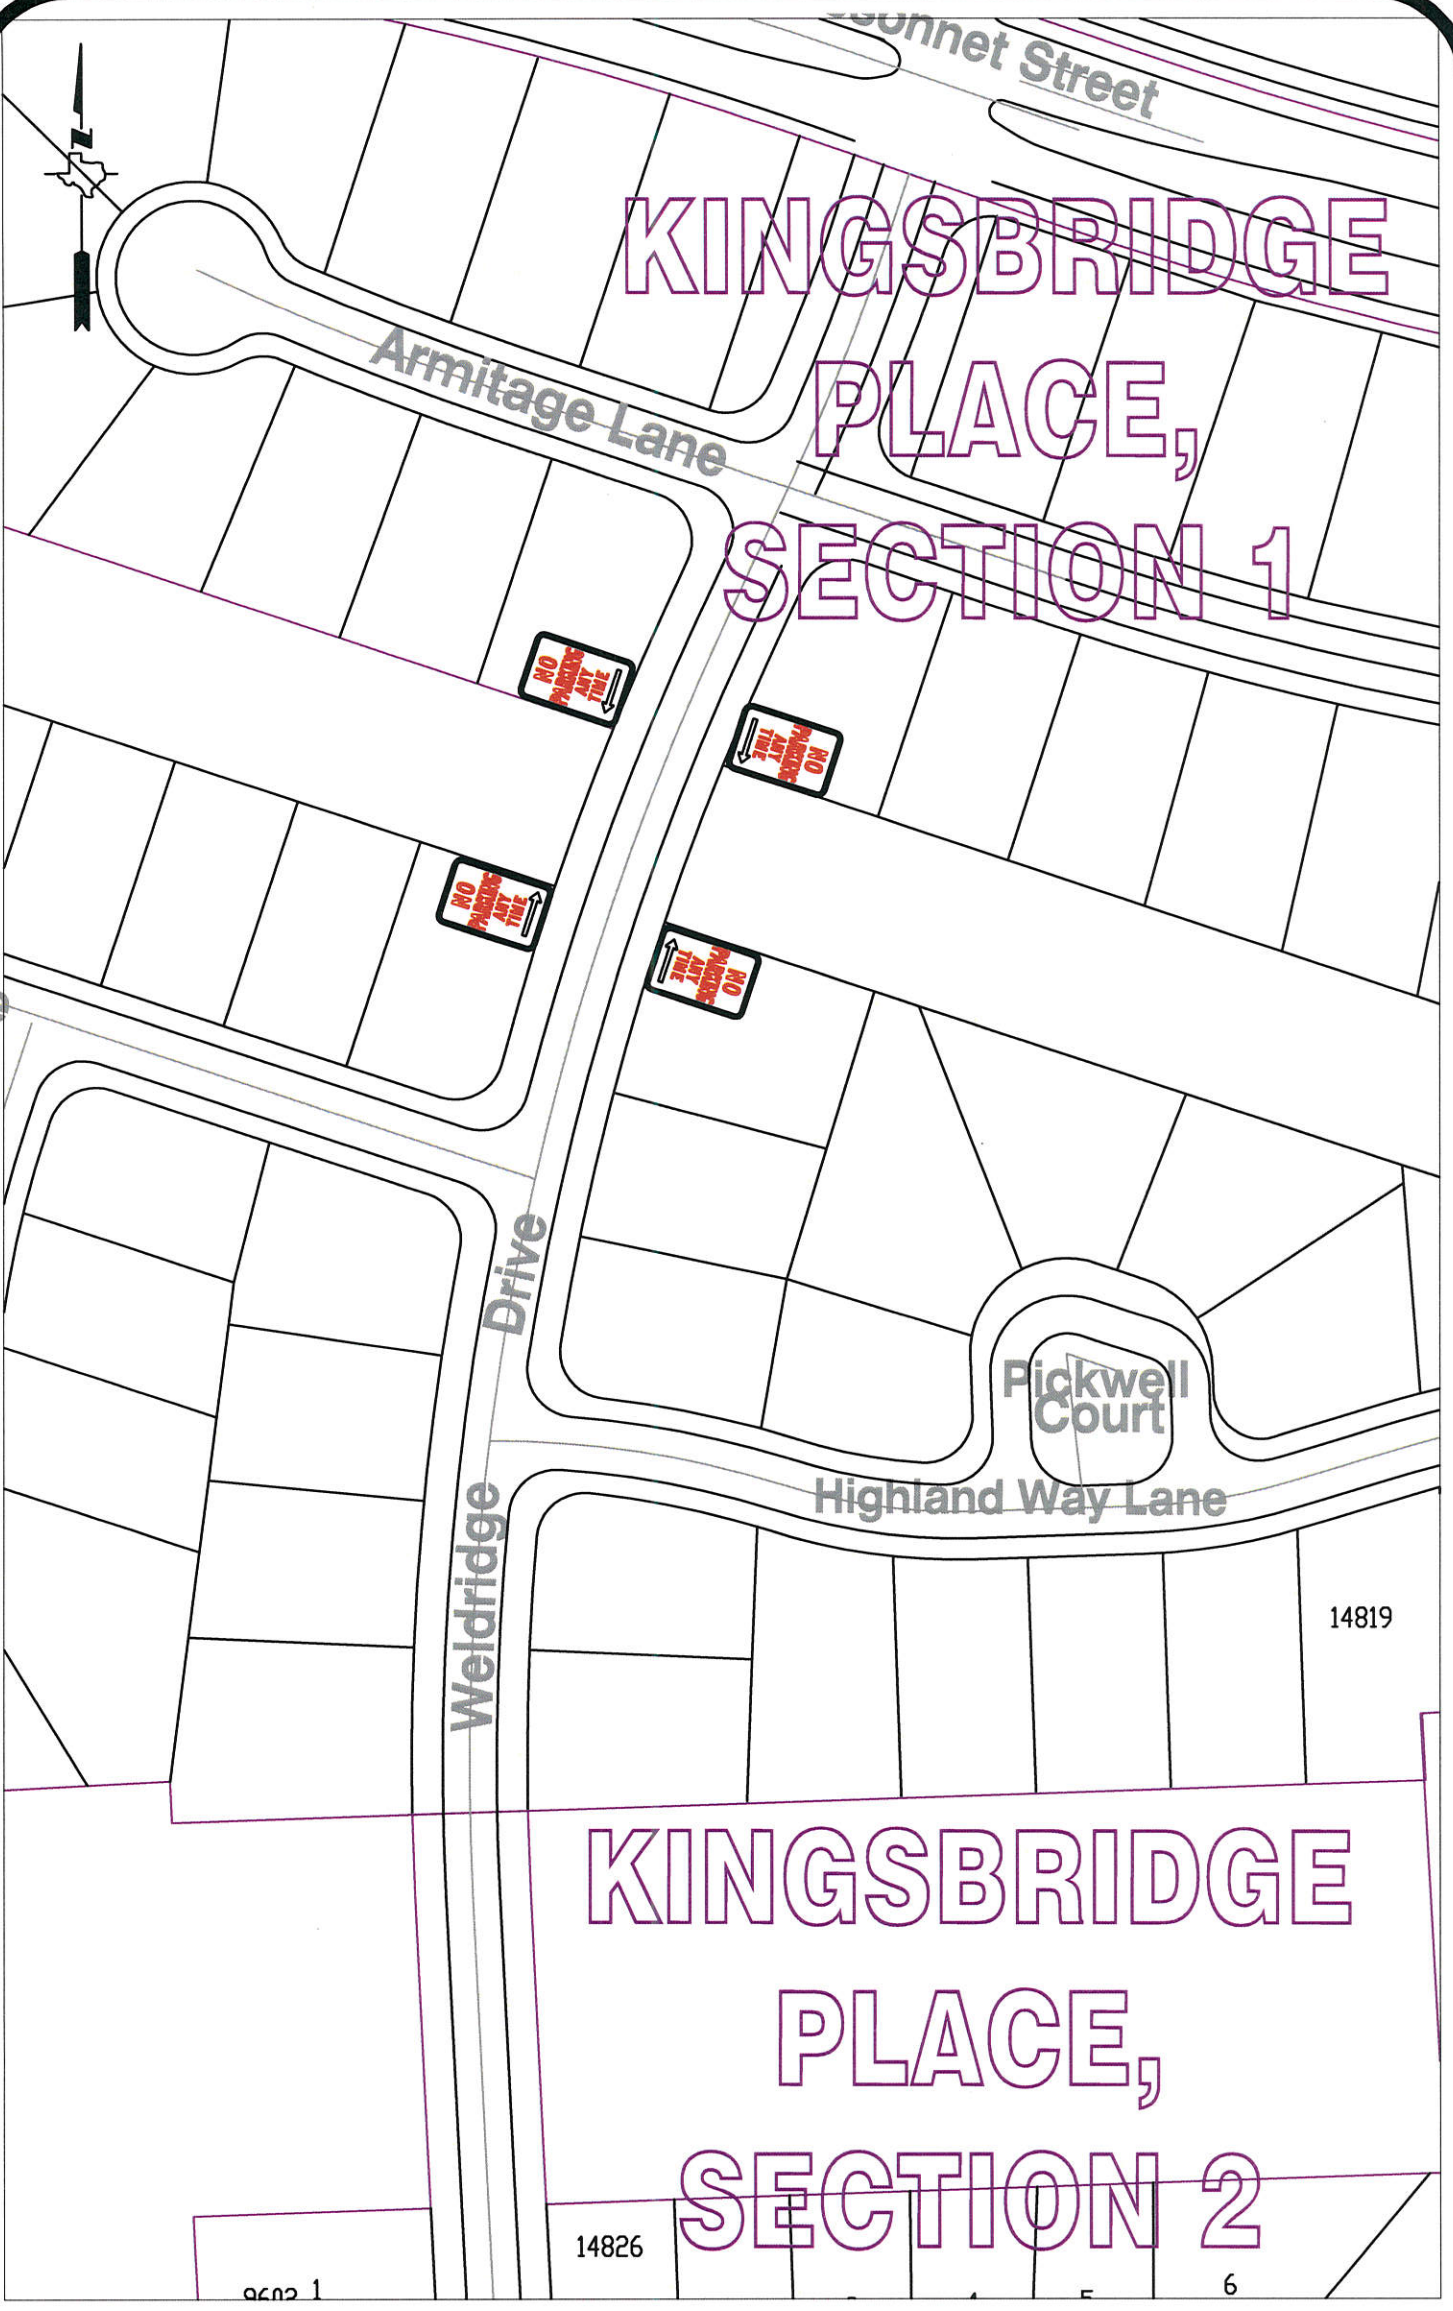 Street
KINGSBRIDGE
PLACE,
SECTION 1
Armitage Lane
NO
PARKING
ANY
TIME
NO
PARKING
ANY
TIME
NO
PARKING
ANY
TIME
NO
PARKING
ANY
TIME
Weldridge Drive
Pickwell
Court
Highland Way Lane
14819
KINGSBRIDGE
PLACE,
SECTION 2
14826
1
6